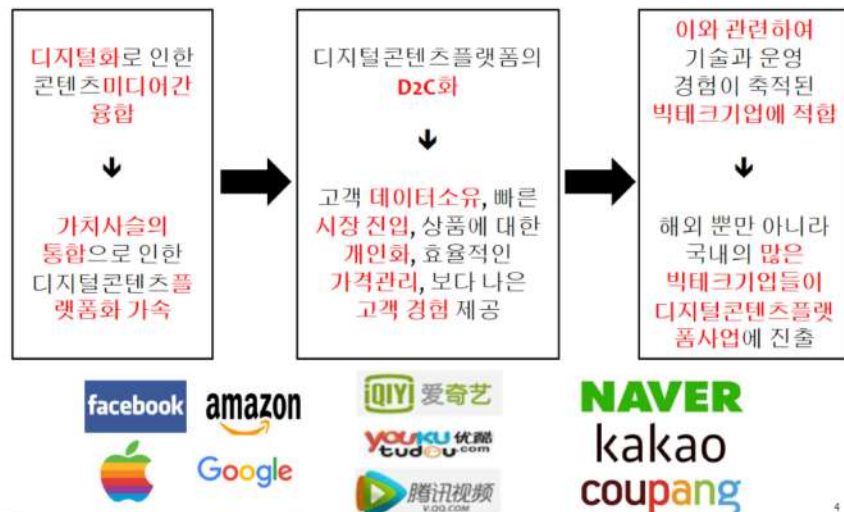 디지털화로 인한
콘텐츠미디어간
융합
가치사슬의
통합으로 인한
디지털콘텐츠플
랫폼화 가속
디지털콘텐츠플랫폼의
D2C화
고객 데이터소유, 빠른
시장 진입, 상품에 대한
개인화, 효율적인
가격관리, 보다 나은
고객 경험 제공
이와 관련하여
기술과 운영
경험이 축적된
빅테크기업에 적합
해외 뿐만 아니라
국내의 많은
빅테크기업들이
디지털콘텐츠플랫
폼사업에 진출
facebook
amazon
Google
iQIYI 爱奇艺
YOUKU 优酷
tudou.com
腾讯视频
V.QQ.COM
NAVER
kakao
coupang
4